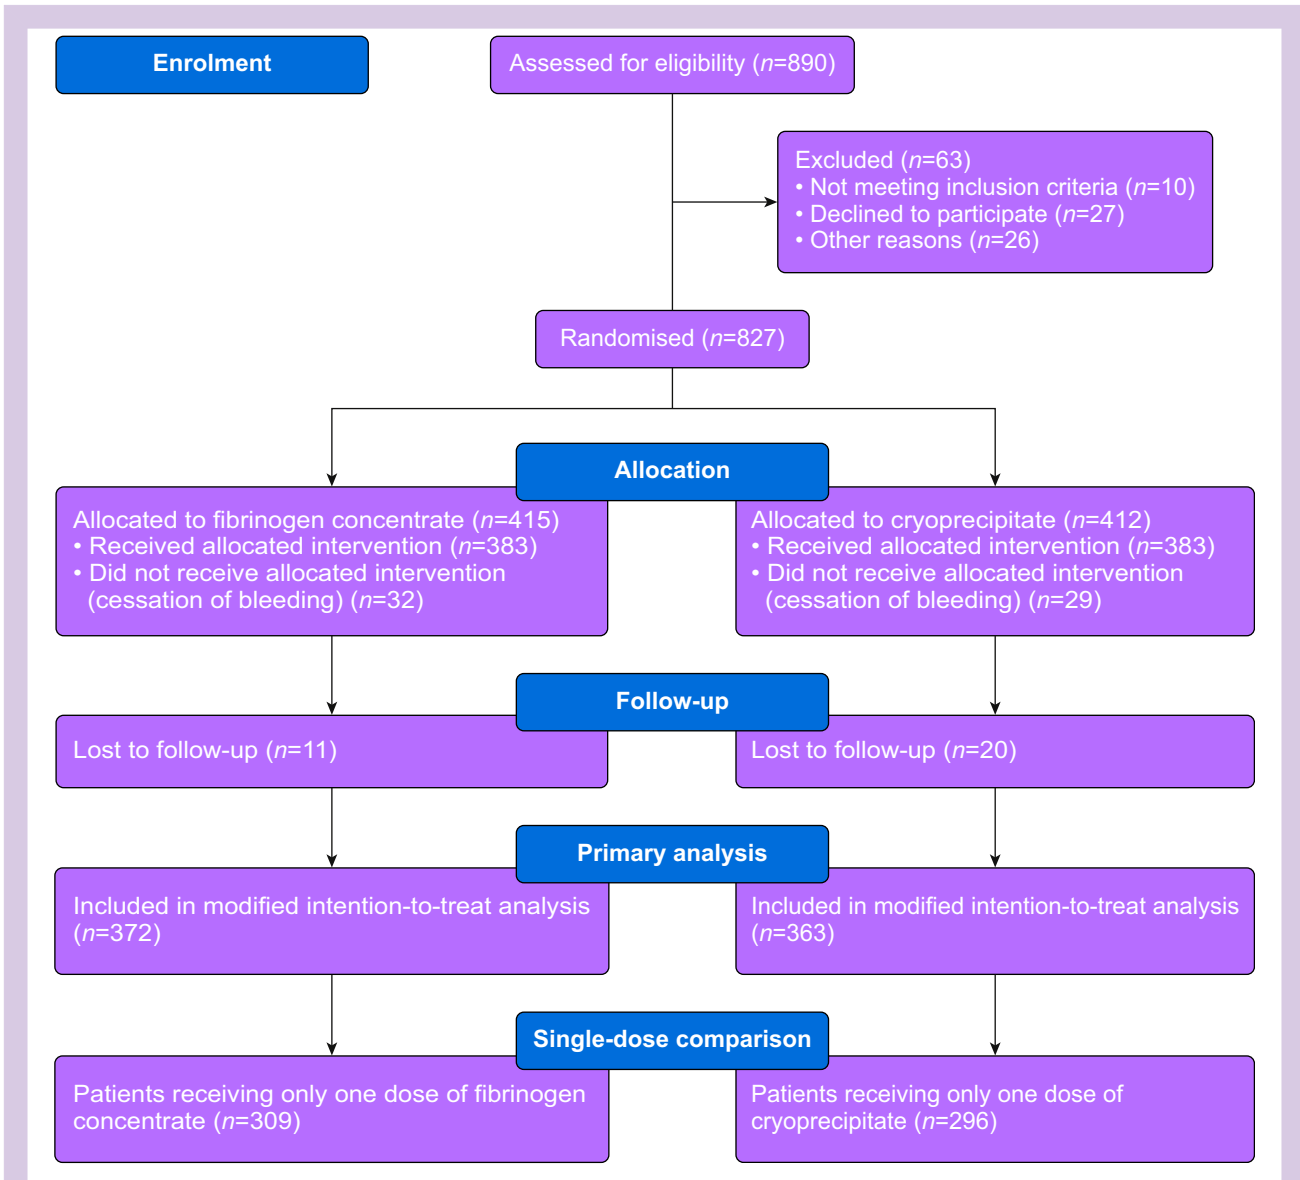 Enrolment
Assessed for eligibility (n=890)
Excluded (n=63)
• Not meeting inclusion criteria (n=10)
• Declined to participate (n=27)
• Other reasons (n=26)
Randomised (n=827)
Allocation
Allocated to fibrinogen concentrate (n=415)
• Received allocated intervention (n=383)
• Did not receive allocated intervention
(cessation of bleeding) (n=32)
Allocated to cryoprecipitate (n=412)
• Received allocated intervention (n=383)
• Did not receive allocated intervention
(cessation of bleeding) (n=29)
Follow-up
Lost to follow-up (n=11)
Lost to follow-up (n=20)
Primary analysis
Included in modified intention-to-treat analysis
(n=372)
Included in modified intention-to-treat analysis
(n=363)
Single-dose comparison
Patients receiving only one dose of fibrinogen
concentrate (n=309)
Patients receiving only one dose of
cryoprecipitate (n=296)